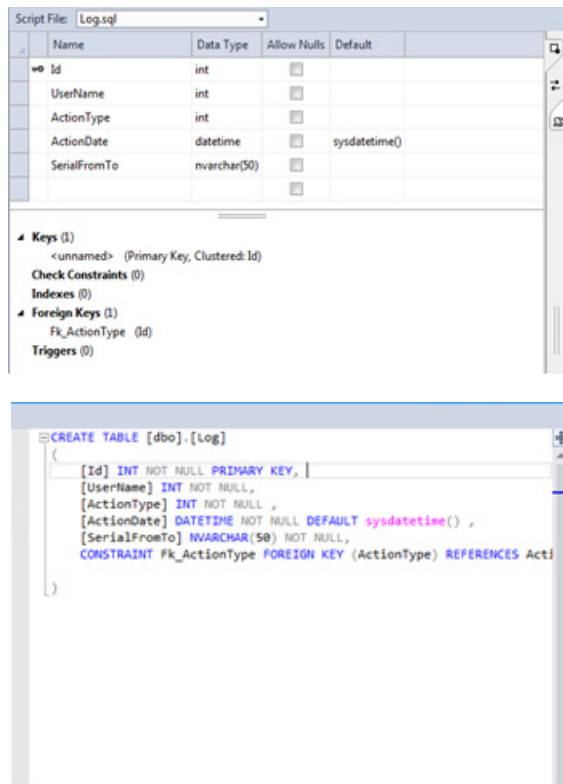 Script File: Log.sql
Name Data Type Allow Nulls Default
Id int
UserName int
ActionType int
ActionDate datetime sysdatetime()
SerialFromTo nvarchar(50)
Keys (1)
<unnamed> (Primary Key, Clustered: Id)
Check Constraints (0)
Indexes (0)
Foreign Keys (1)
Fk_ActionType (Id)
Triggers (0)
CREATE TABLE [dbo].[Log]
(
[Id] INT NOT NULL PRIMARY KEY,
[UserName] INT NOT NULL,
[ActionType] INT NOT NULL ,
[ActionDate] DATETIME NOT NULL DEFAULT sysdatetime() ,
[SerialFromTo] NVARCHAR(50) NOT NULL,
CONSTRAINT Fk_ActionType FOREIGN KEY (ActionType) REFERENCES Acti
)